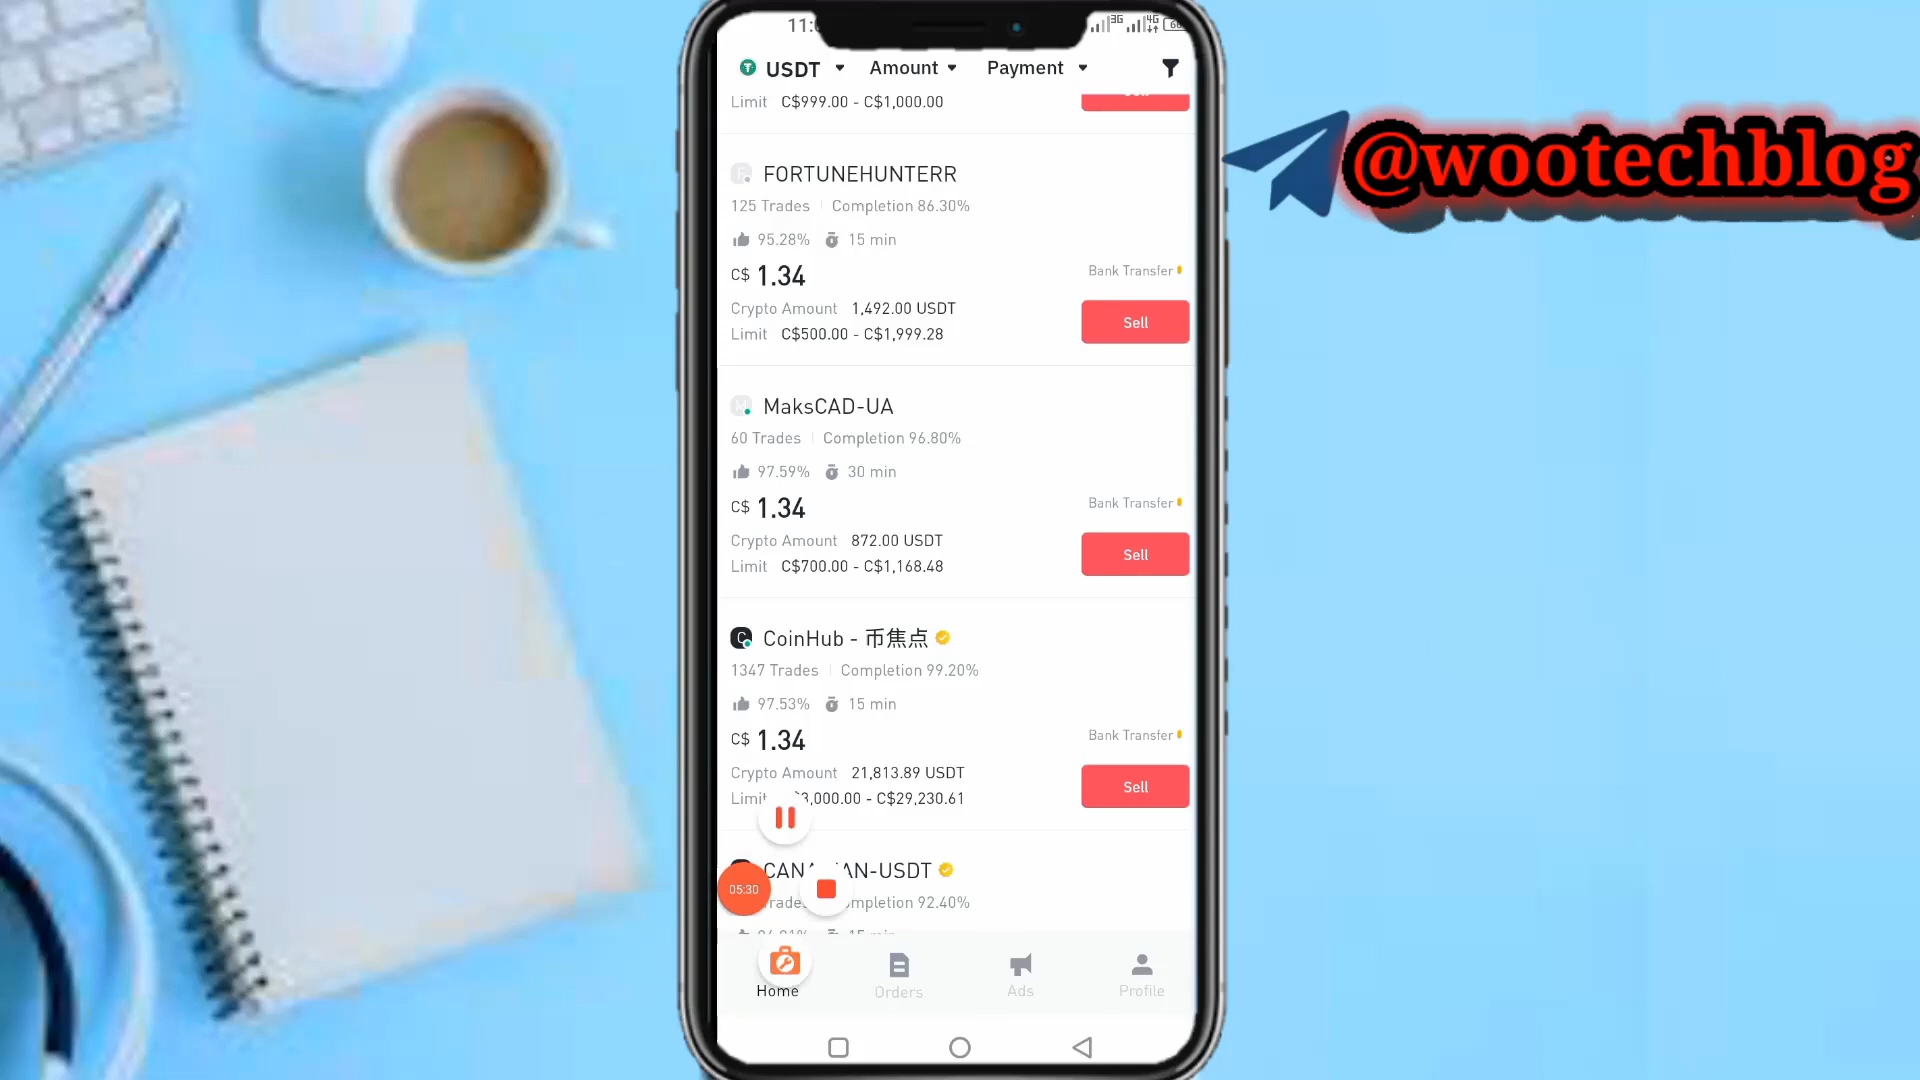 USDT Amount Payment
Limit C$999.00 - C$1,000.00
@wootechblog
FORTUNEHUNTERR
125 Trades Completion 86.30%
95.28% 15 min
C$ 1.34
Bank Transfer
Crypto Amount 1,492.00 USDT
Limit C$500.00 - C$1,999.28
Sell
MaksCAD-UA
60 Trades Completion 96.80%
97.59% 30 min
C$ 1.34
Bank Transfer
Crypto Amount 872.00 USDT
Limit C$700.00 - C$1,168.48
Sell
CoinHub - 币焦点
1347 Trades Completion 99.20%
97.53% 15 min
C$ 1.34
Bank Transfer
Crypto Amount 21,813.89 USDT
Limit 3,000.00 - C$29,230.61
Sell
-USDT
05:30
92.40%
Home Orders Ads Profile